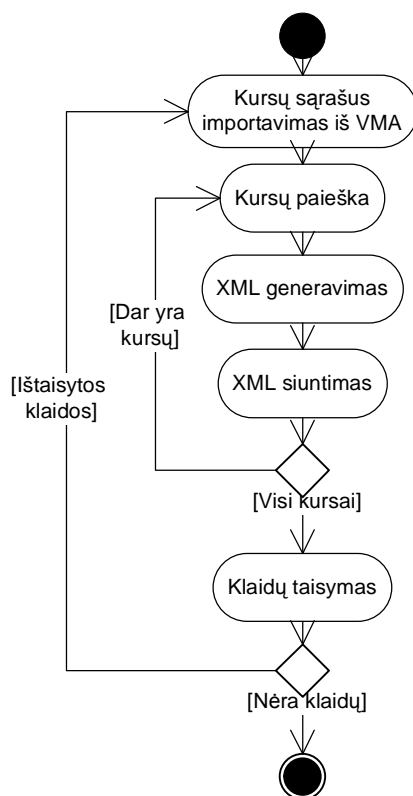 Kursų sąrašus
importavimas iš VMA
Kursų paieška
XML generavimas
[Dar yra
kursų]
[Ištaisytos
klaidos]
XML siuntimas
[Visi kursai]
Klaidų taisymas
[Nėra klaidų]